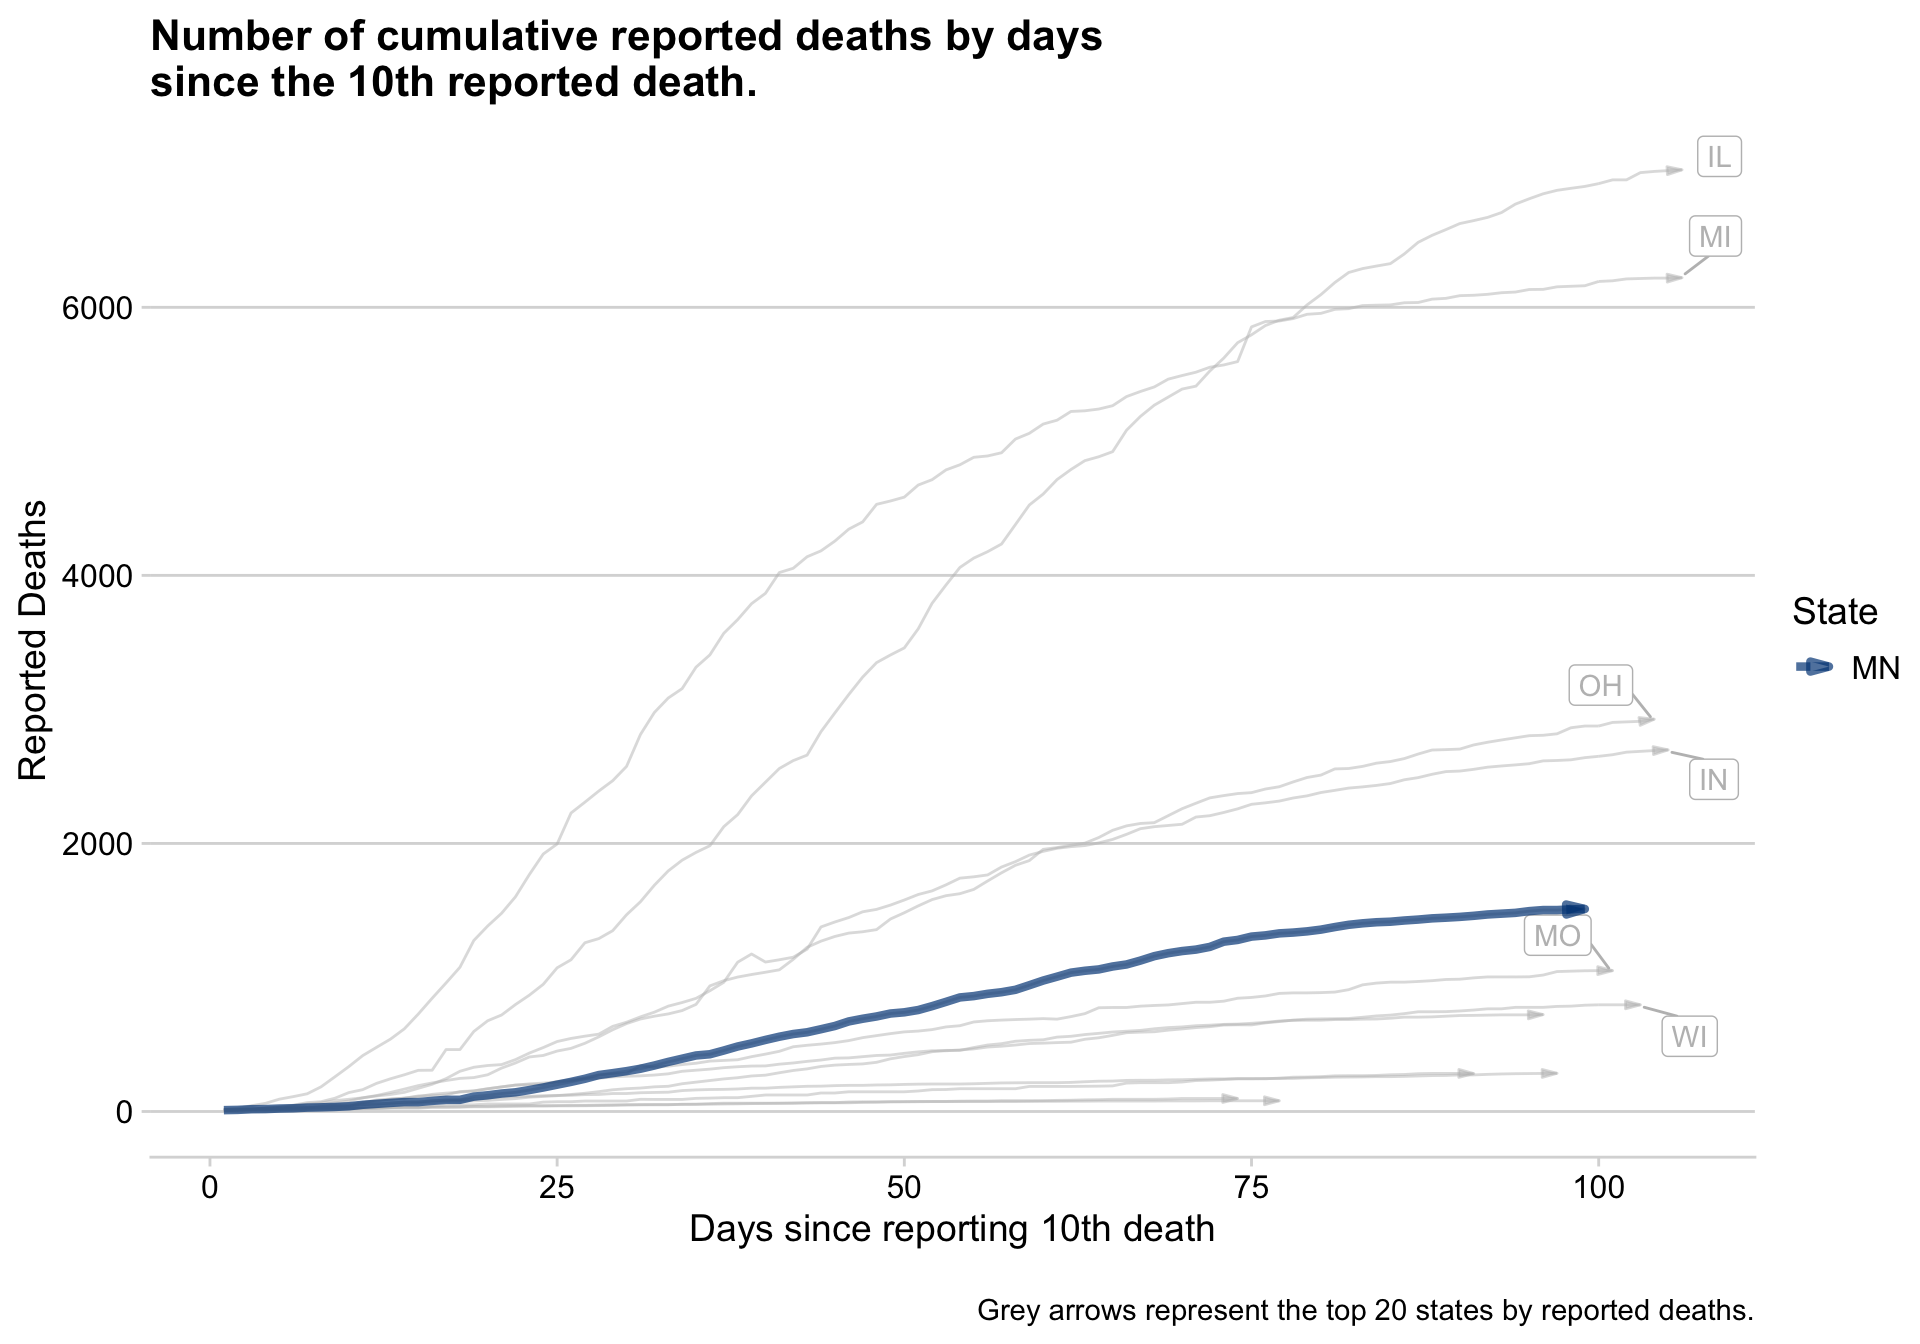 Number of cumulative reported deaths by days
since the 10th reported death.
IL
MI
6000
4000
OH
IN
2000
MO
WI
0
0 25 50 75 100
Reported Deaths
Days since reporting 10th death
State
MN
Grey arrows represent the top 20 states by reported deaths.